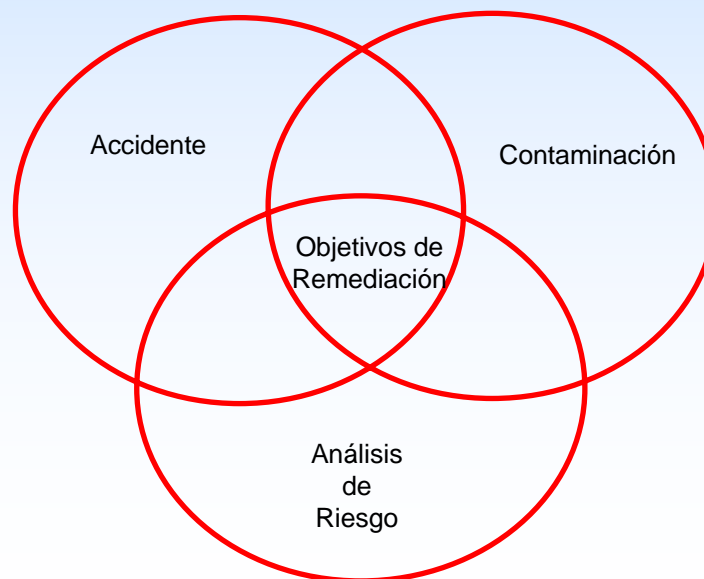 Accidente
Contaminación
Objetivos de
Remediación
Análisis
de
Riesgo